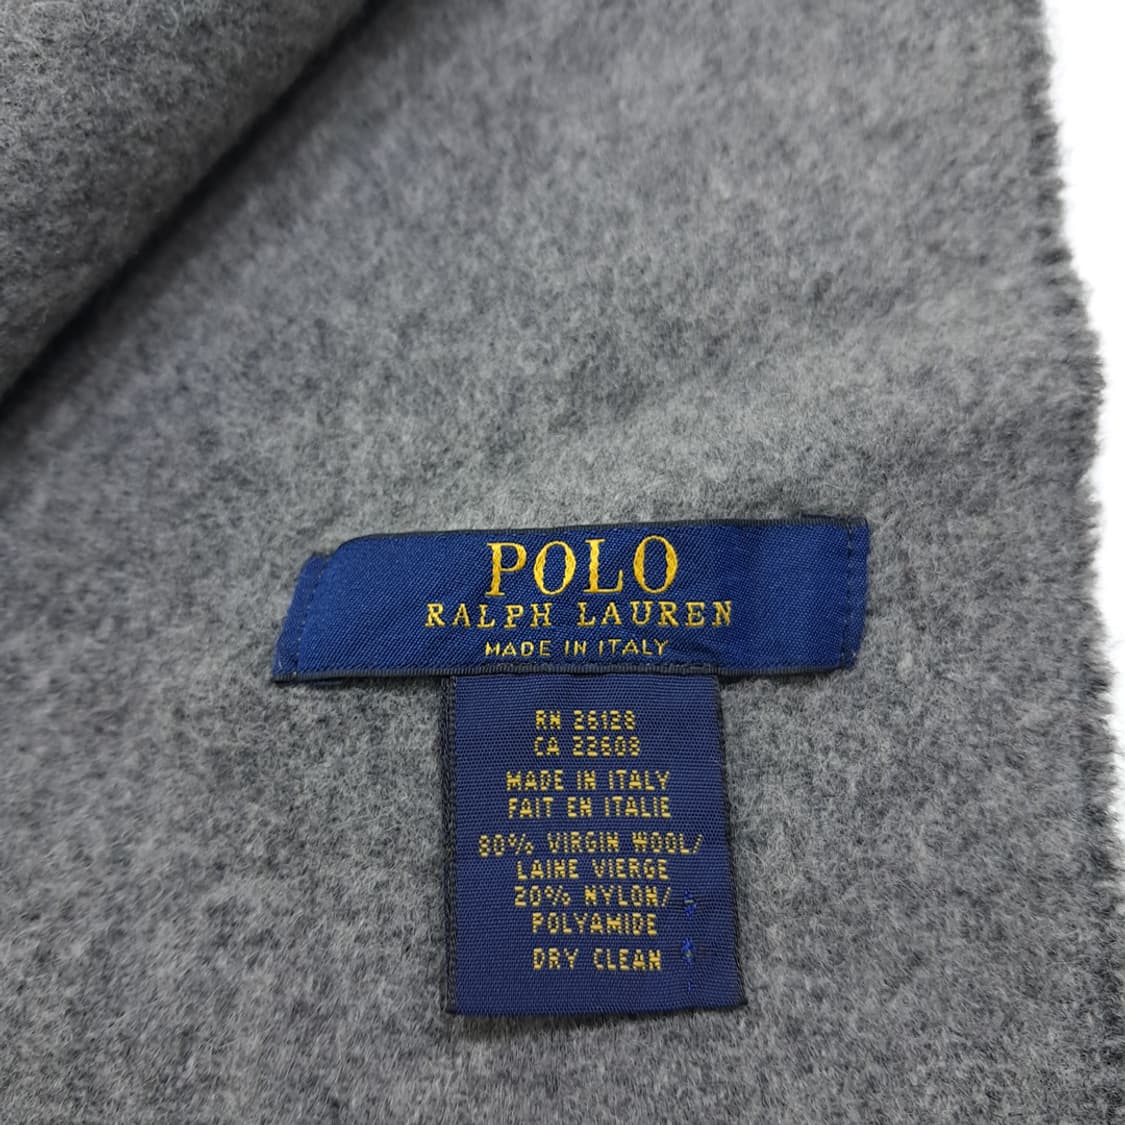 POLO
RALPH LAUREN
MADE IN ITALY
RN 26128
CA 22608
MADE IN ITALY
FAIT EN ITALIE
80% VIRGIN WOOL/
LAINE VIERGE
20% NYLON/
POLYAMIDE
DRY CLEAN